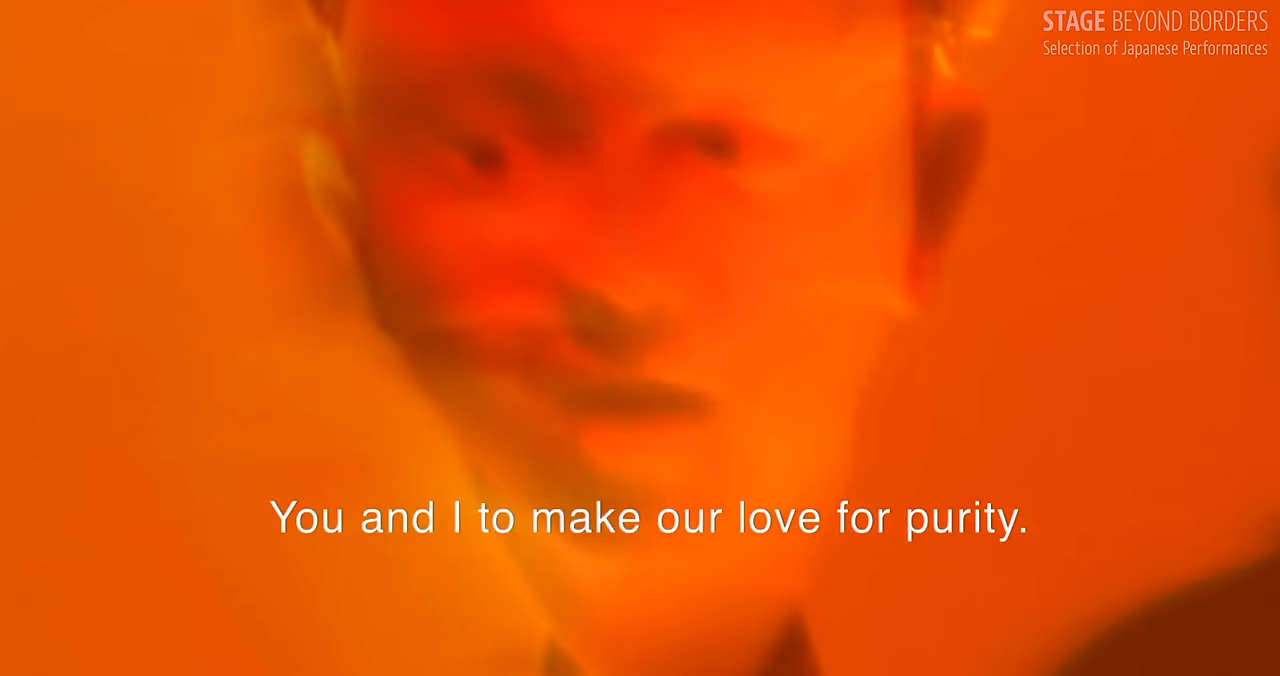 STAGE BEYOND BORDERS
Selection of Japanese Performances
You and I to make our love for purity.